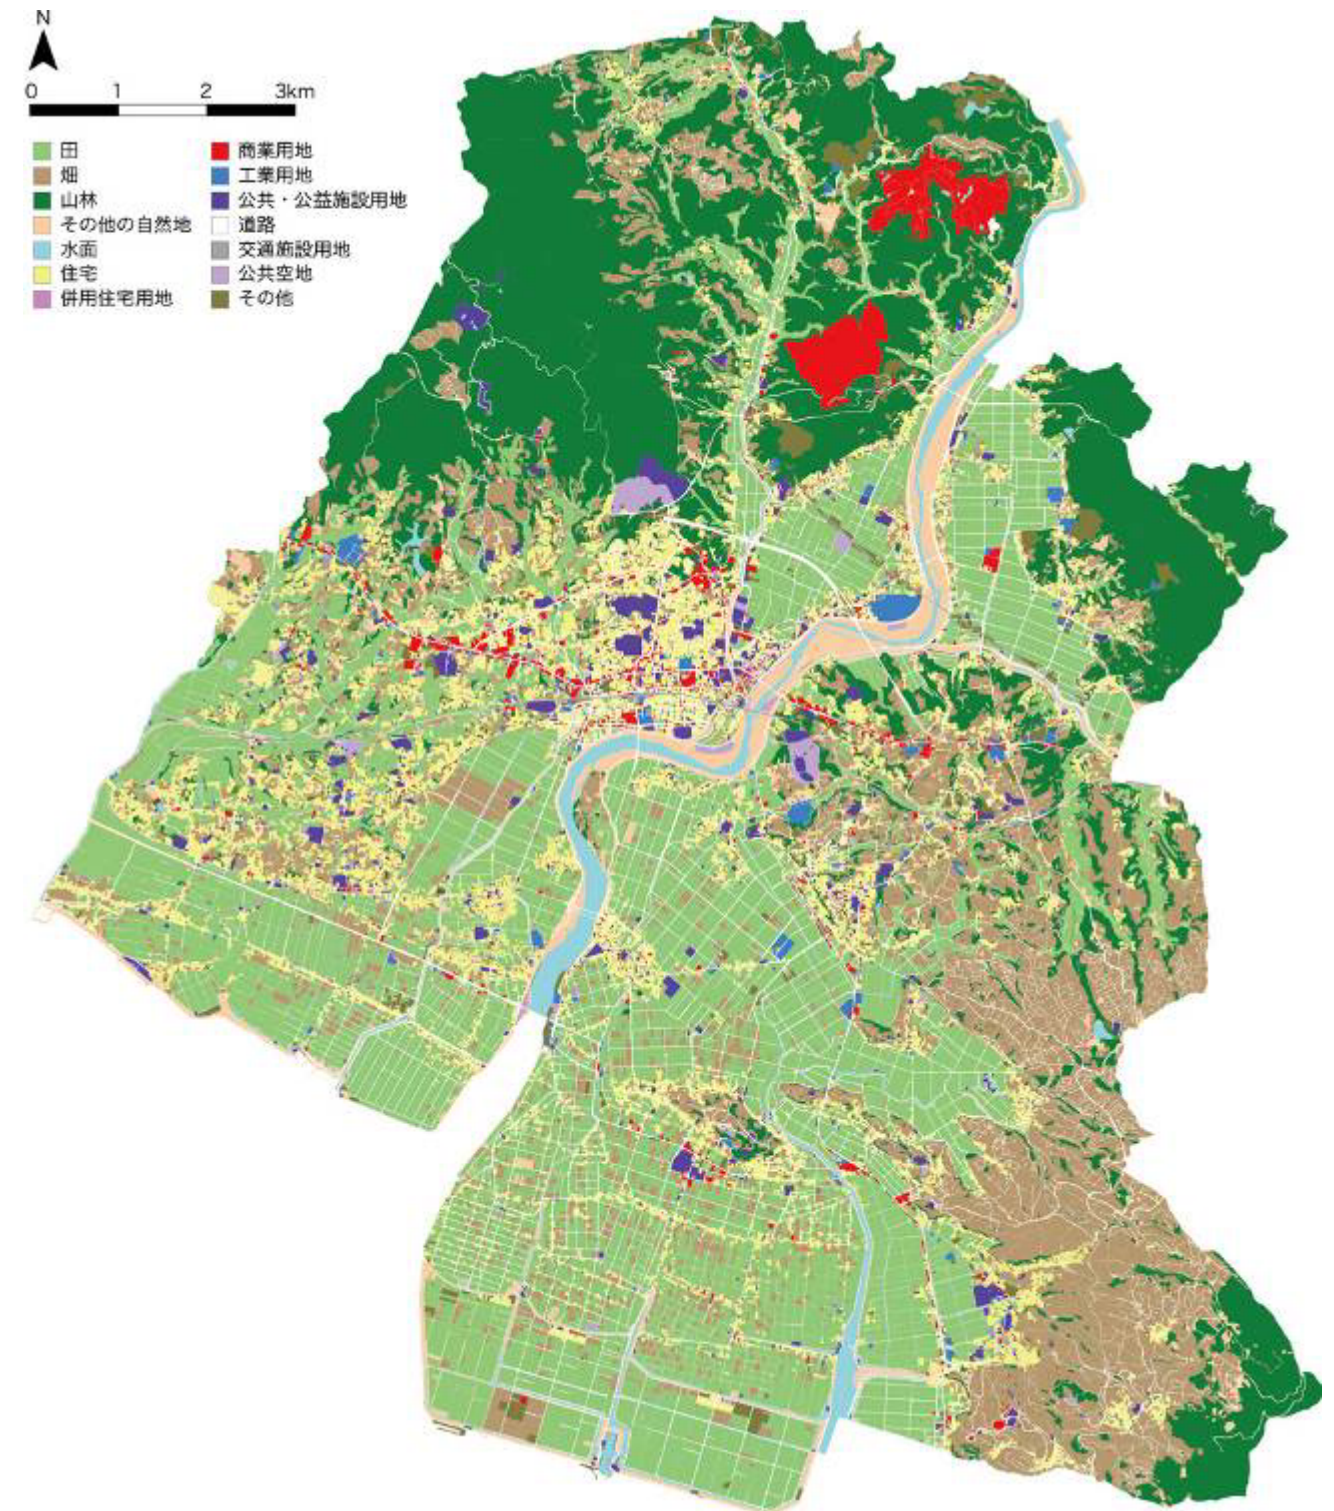 N
0 1 2 3km
田 商業用地
畑 工業用地
山林 公共・公益施設用地
その他の自然地 道路
水面 交通施設用地
住宅 公共空地
併用住宅用地 その他